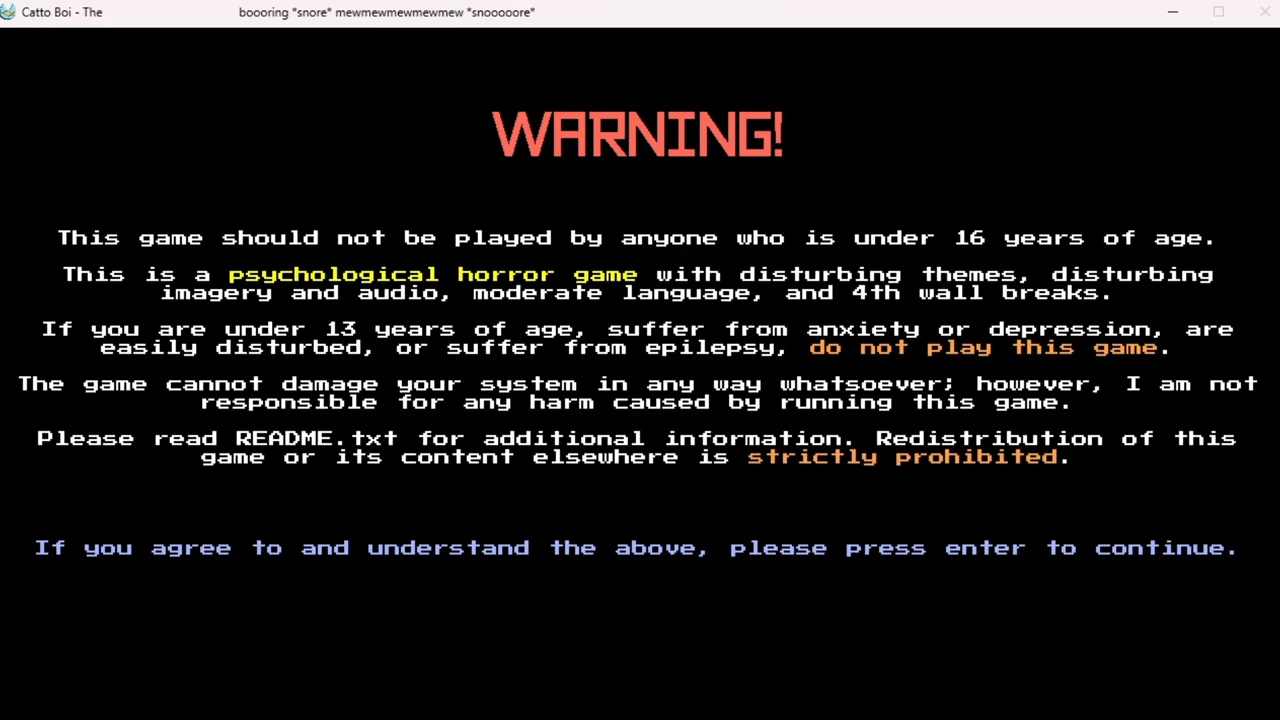 Catto Boi - The boooring *snore* mewmewmewmewmew *snooooore*
WARNING!
This game should not be played by anyone who is under 16 years of age.
This is a psychological horror game with disturbing themes, disturbing
imagery and audio, moderate language, and 4th wall breaks.
If you are under 13 years of age, suffer from anxiety or depression, are
easily disturbed, or suffer from epilepsy, do not play this game.
The game cannot damage your system in any way whatsoever; however, I am not
responsible for any harm caused by running this game.
Please read README.txt for additional information. Redistribution of this
game or its content elsewhere is strictly prohibited.
If you agree to and understand the above, please press enter to continue.